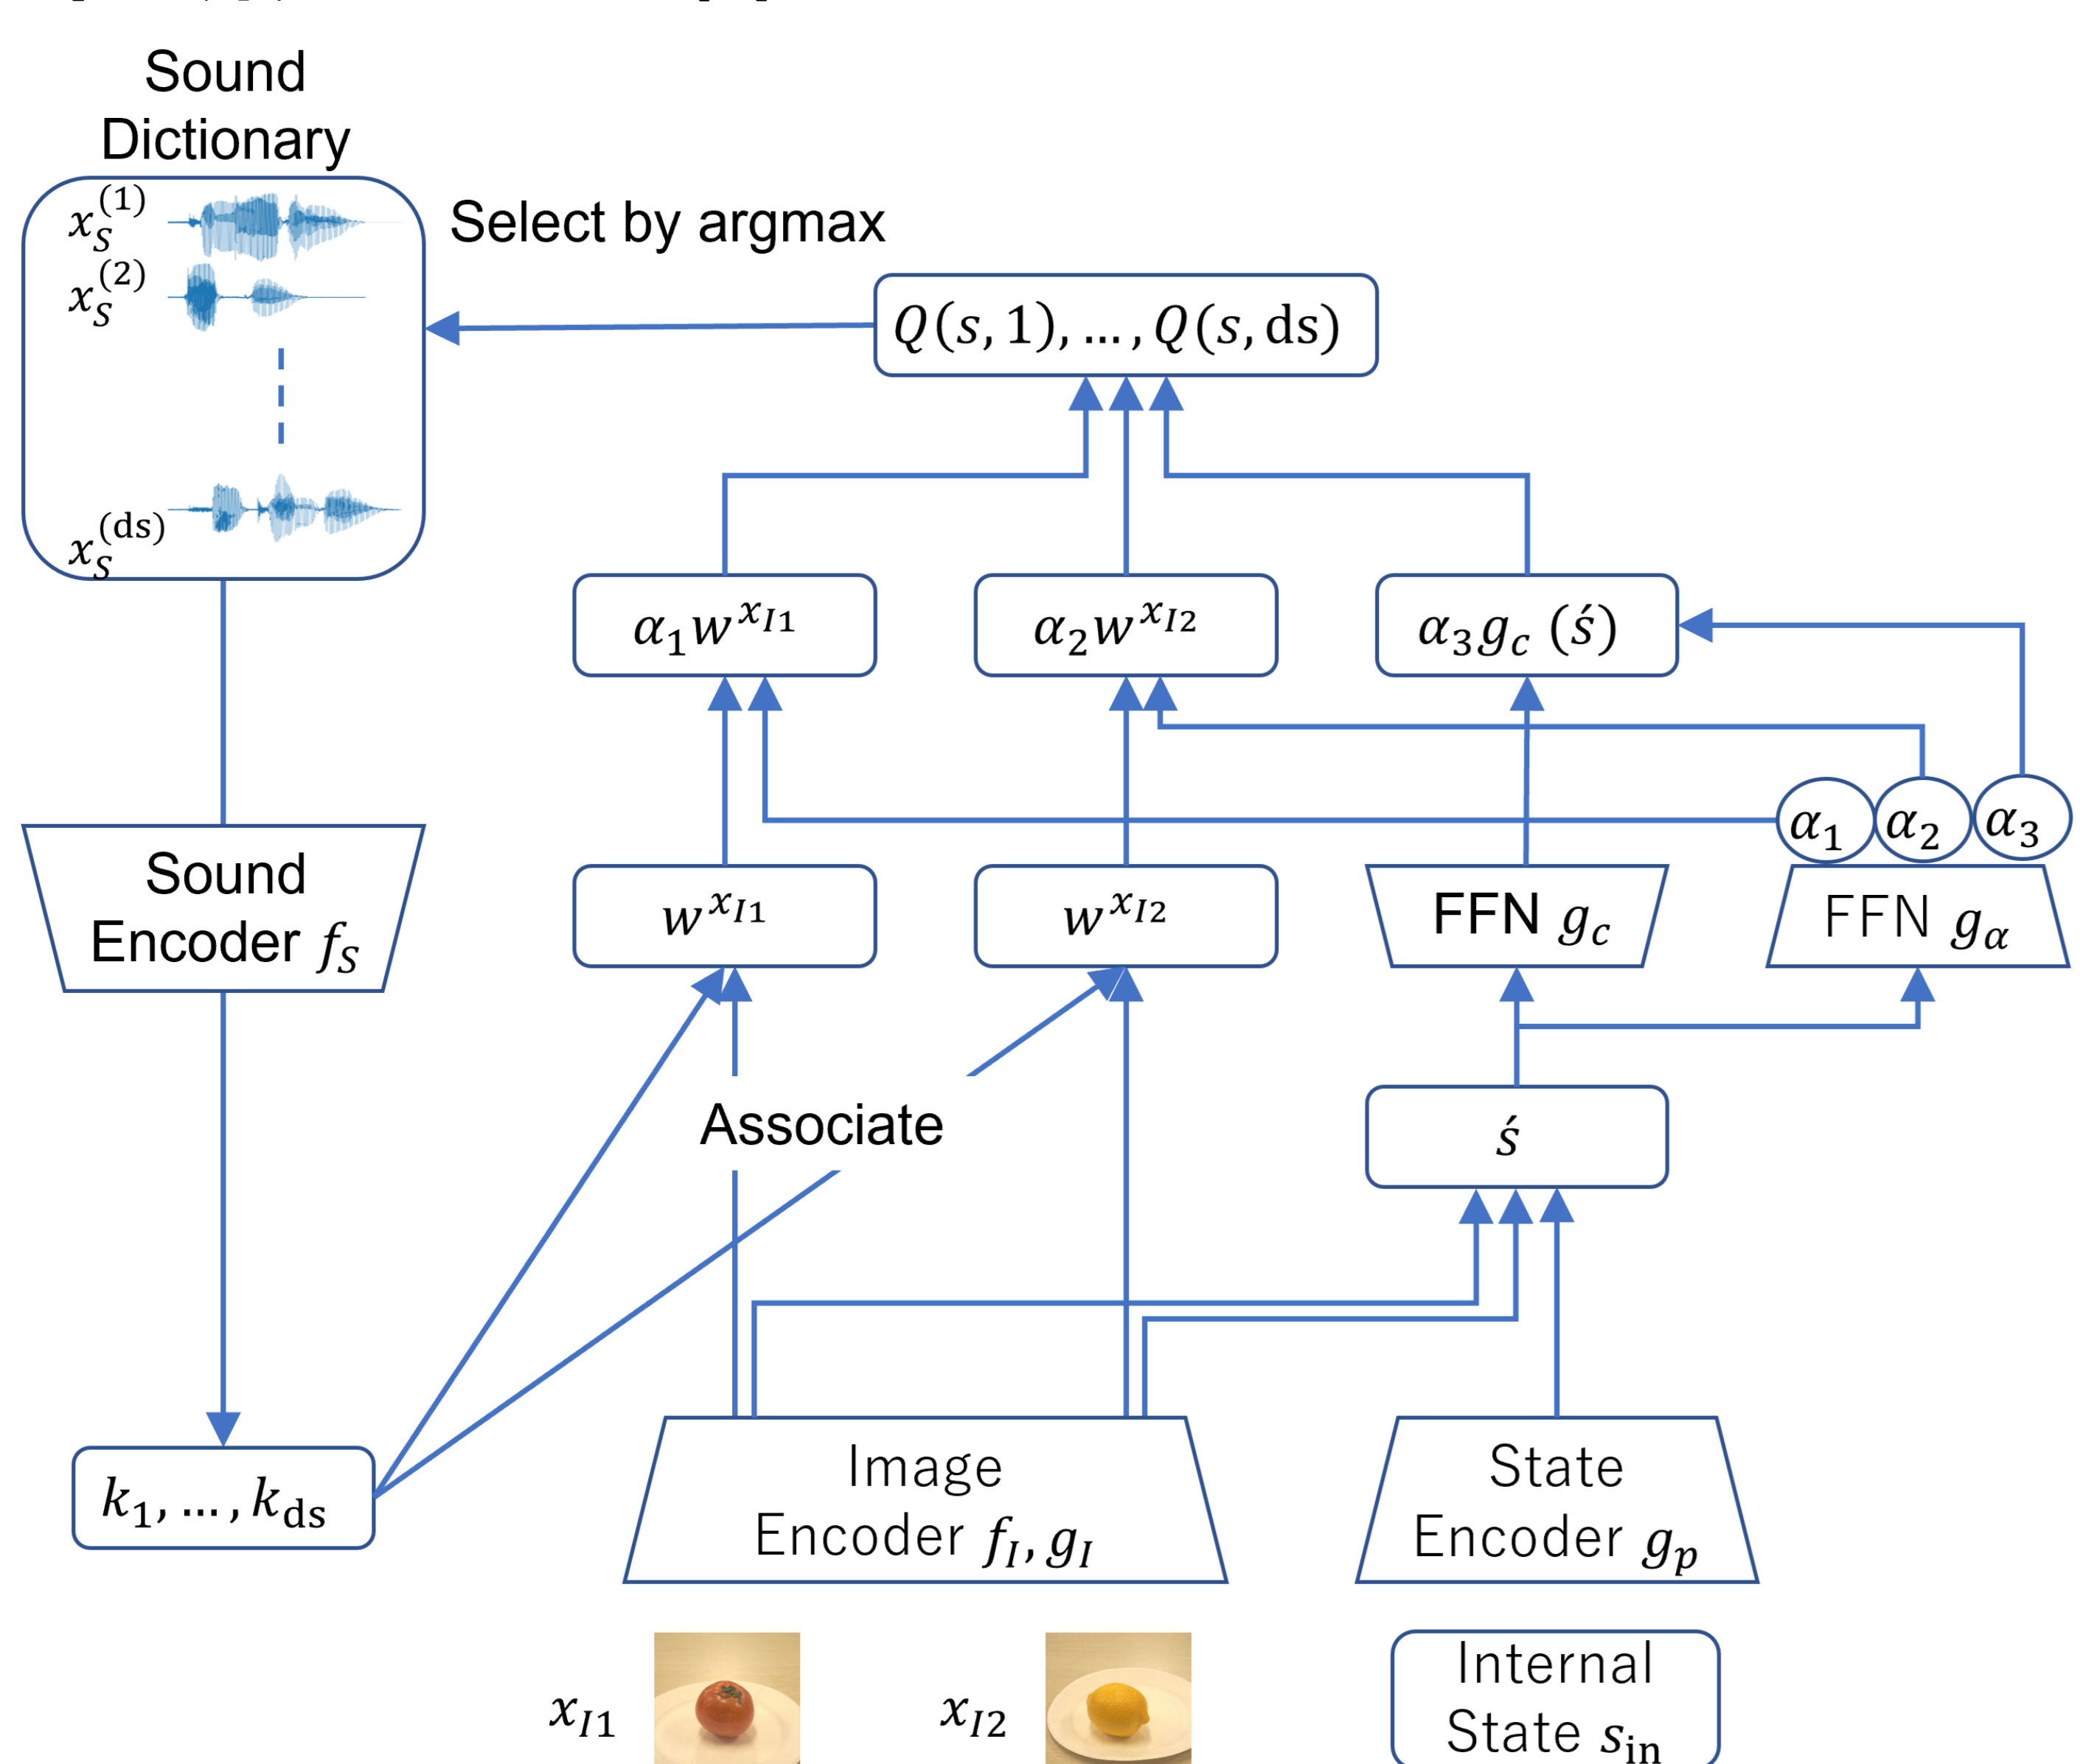 Sound
Dictionary
x_S^(1)
x_S^(2)
x_S^(ds)
Select by argmax
Q(s, 1), ..., Q(s, ds)
α₁w^{x_{I1}}
α₂w^{x_{I2}}
α₃g_c (ś)
α₁
α₂
α₃
Sound
Encoder f_S
w^{x_{I1}}
w^{x_{I2}}
FFN g_c
FFN g_α
Associate
ś
k₁, ..., k_ds
Image
Encoder f_I, g_I
State
Encoder g_p
x_{I1}
x_{I2}
Internal
State s_in